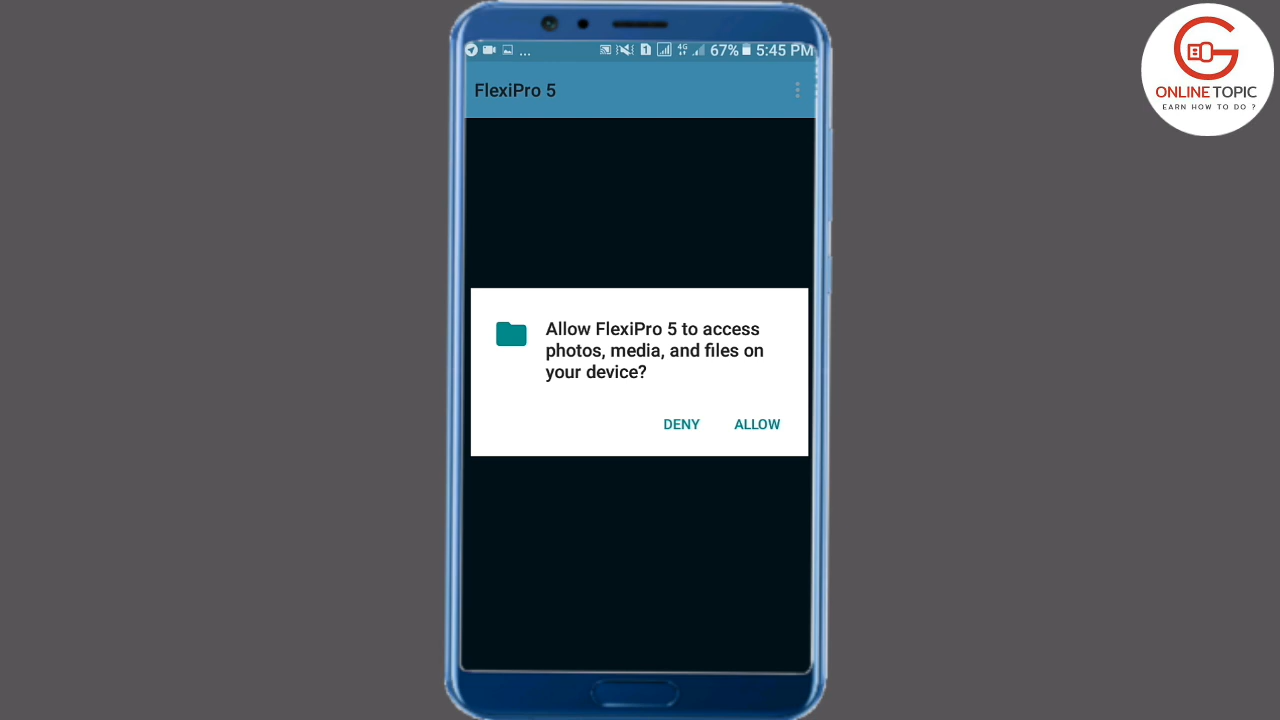 ... 4G 67% 5:45 PM
FlexiPro 5
Allow FlexiPro 5 to access
photos, media, and files on
your device?
DENY ALLOW
G
ONLINE TOPIC
EARN HOW TO DO ?